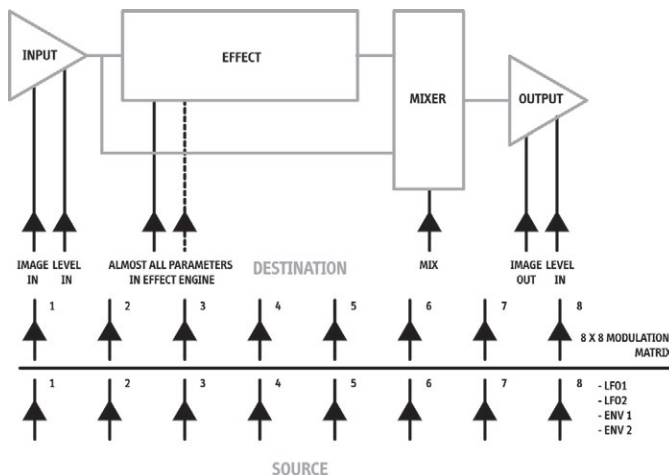 INPUT
EFFECT
MIXER
OUTPUT
IMAGE LEVEL
IN IN
ALMOST ALL PARAMETERS
IN EFFECT ENGINE
DESTINATION
MIX
IMAGE LEVEL
OUT IN
1 2 3 4 5 6 7 8
8 X 8 MODULATION
MATRIX
1 2 3 4 5 6 7 8
- LFO1
- LFO2
- ENV 1
- ENV 2
SOURCE